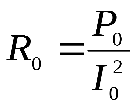 R₀ = P₀ / I₀²